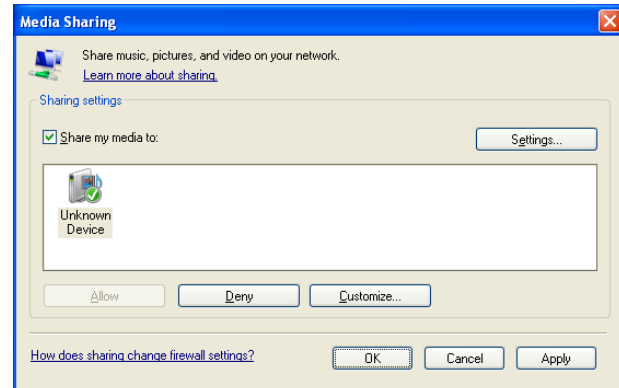 Media Sharing
Share music, pictures, and video on your network.
Learn more about sharing.
Sharing settings
Share my media to:
Settings...
Unknown
Device
Allow
Deny
Customize...
How does sharing change firewall settings?
OK
Cancel
Apply